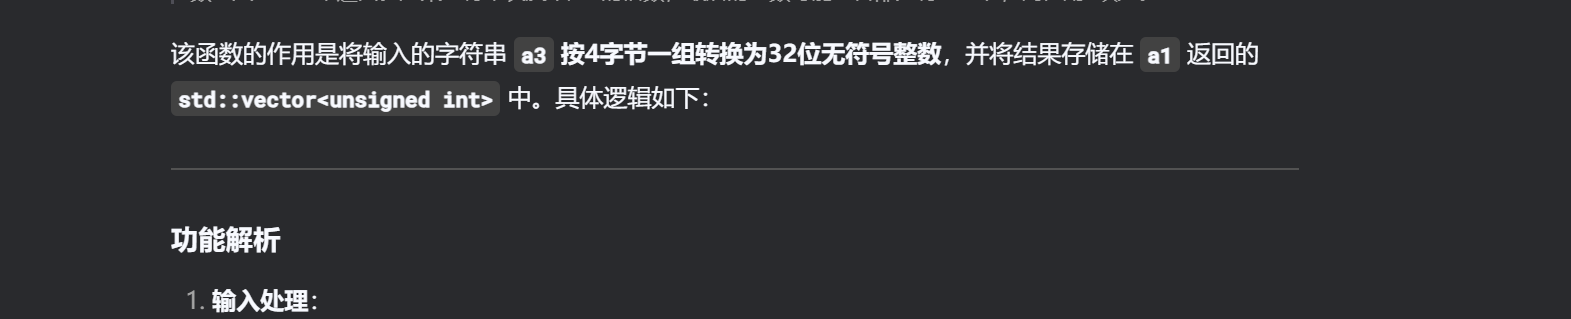 该函数的作用是将输入的字符串 a3 按4字节一组转换为32位无符号整数，并将结果存储在 a1 返回的
std::vector<unsigned int> 中。具体逻辑如下：
功能解析
1. 输入处理：